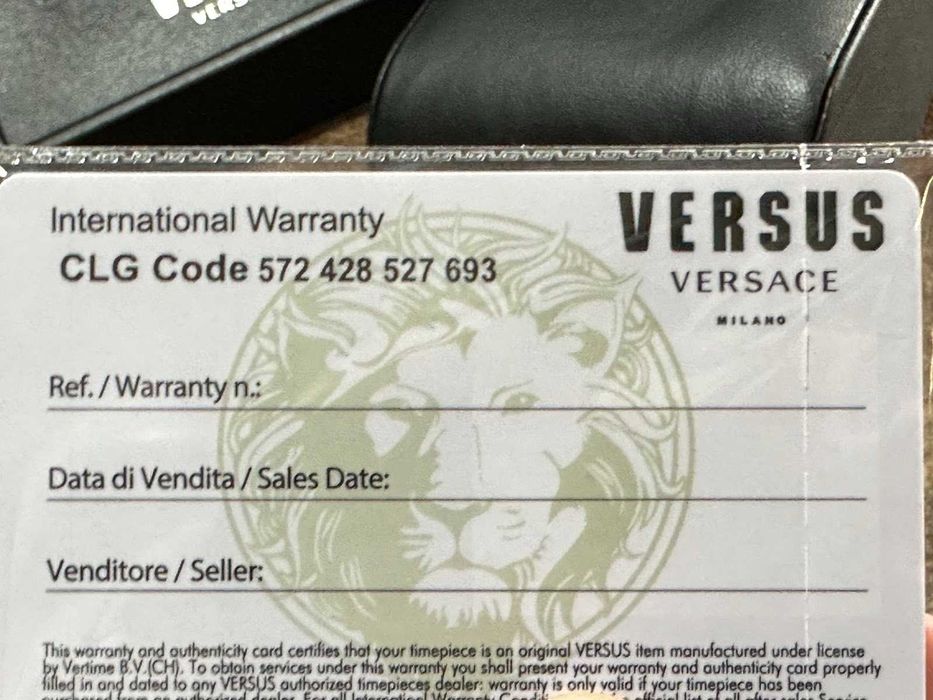 VERSUS
VERSACE
MILANO
International Warranty
CLG Code 572 428 527 693
Ref. / Warranty n.:
Data di Vendita / Sales Date:
Venditore / Seller:
This warranty and authenticity card certifies that your timepiece is an original VERSUS item manufactured under license
by Vertime B.V.(CH). To obtain services under this warranty you shall present your warranty and authenticity card properly
filled in and dated to any VERSUS authorized timepieces dealer: warranty is only valid if your timepiece has been